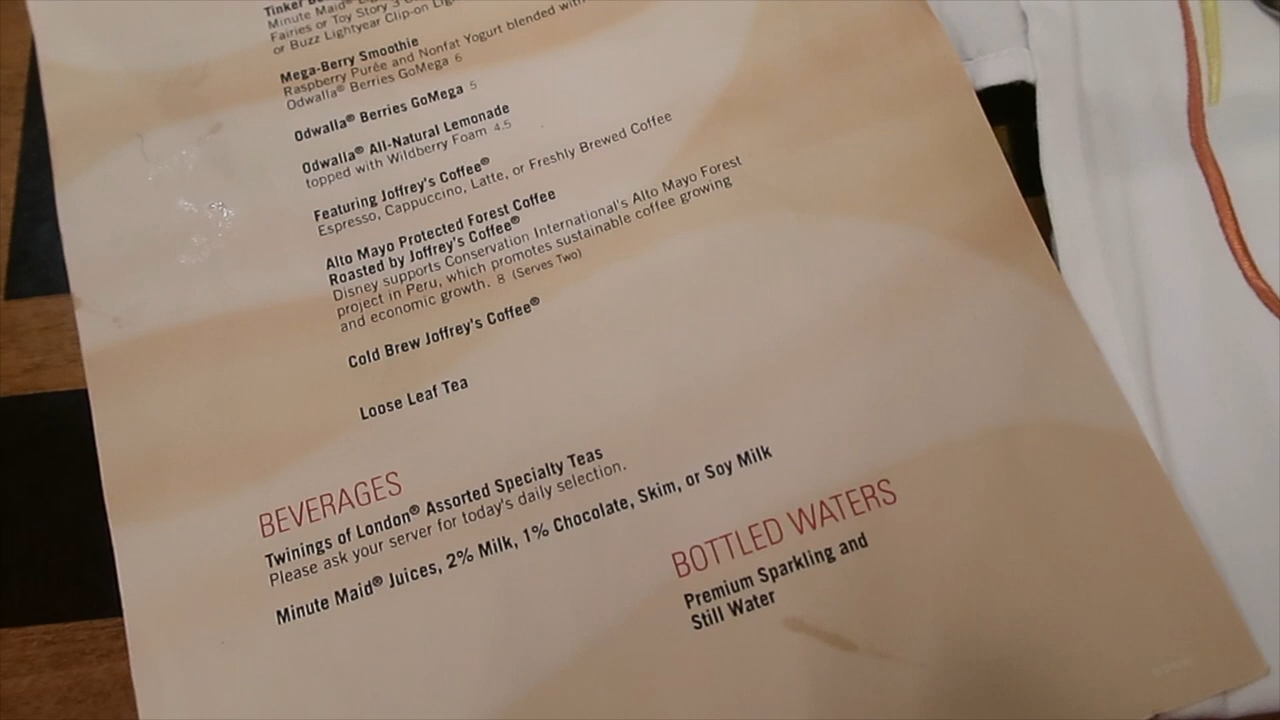 Tinker
Minute Maid®
Fairies or Toy Story 3
or Buzz Lightyear Clip-on
Mega-Berry Smoothie
Raspberry Purée and Nonfat Yogurt blended with
Odwalla® Berries GoMega 6
Odwalla® Berries GoMega 5
Odwalla® All-Natural Lemonade
topped with Wildberry Foam 4.5
Featuring Joffrey's Coffee®
Espresso, Cappuccino, Latte, or Freshly Brewed Coffee
Alto Mayo Protected Forest Coffee
Roasted by Joffrey's Coffee®
Disney supports Conservation International's Alto Mayo Forest
project in Peru, which promotes sustainable coffee growing
and economic growth. 8 (Serves Two)
Cold Brew Joffrey's Coffee®
Loose Leaf Tea
BEVERAGES
Twinings of London® Assorted Specialty Teas
Please ask your server for today's daily selection.
Minute Maid® Juices, 2% Milk, 1% Chocolate, Skim, or Soy Milk
BOTTLED WATERS
Premium Sparkling and
Still Water